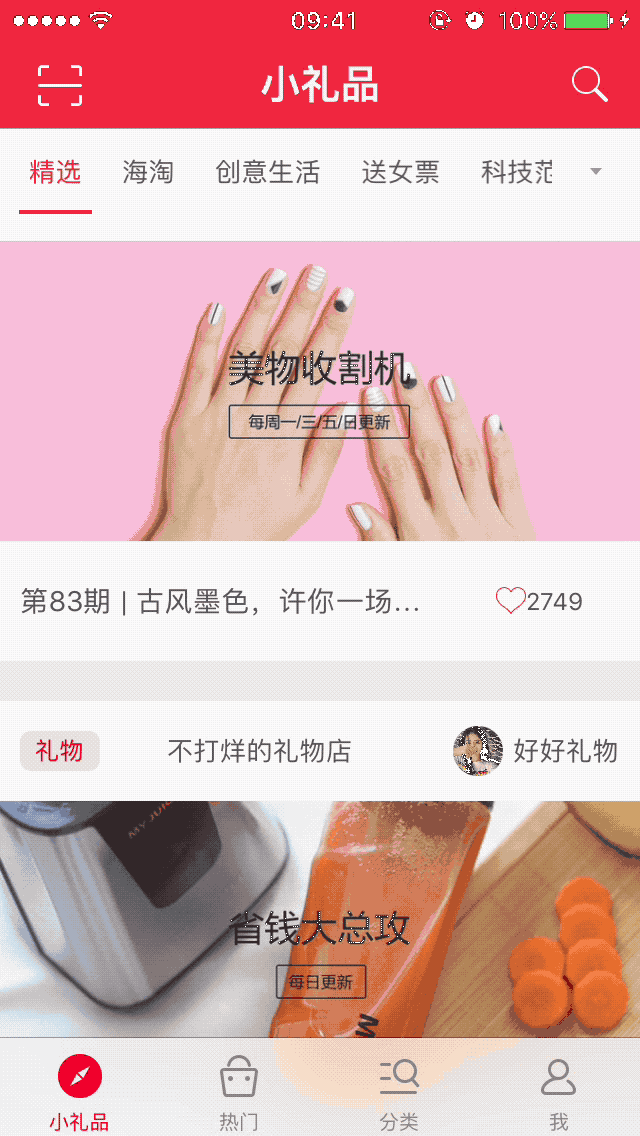 09:41 100%
小礼品
精选 海淘 创意生活 送女票 科技范
美物收割机
每周一/三/五/日更新
第83期 | 古风墨色，许你一场... 2749
礼物 不打烊的礼物店 好好礼物
MY JUIC
省钱大总攻
每日更新
M
小礼品 热门 分类 我